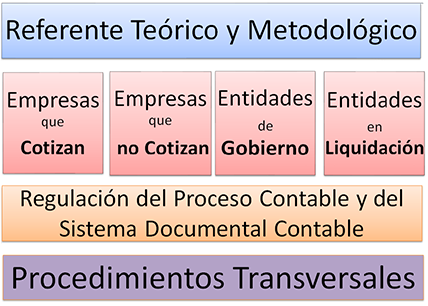 Referente Teórico y Metodológico
Empresas
que
Cotizan
Empresas
que
no Cotizan
Entidades
de
Gobierno
Entidades
en
Liquidación
Regulación del Proceso Contable y del
Sistema Documental Contable
Procedimientos Transversales